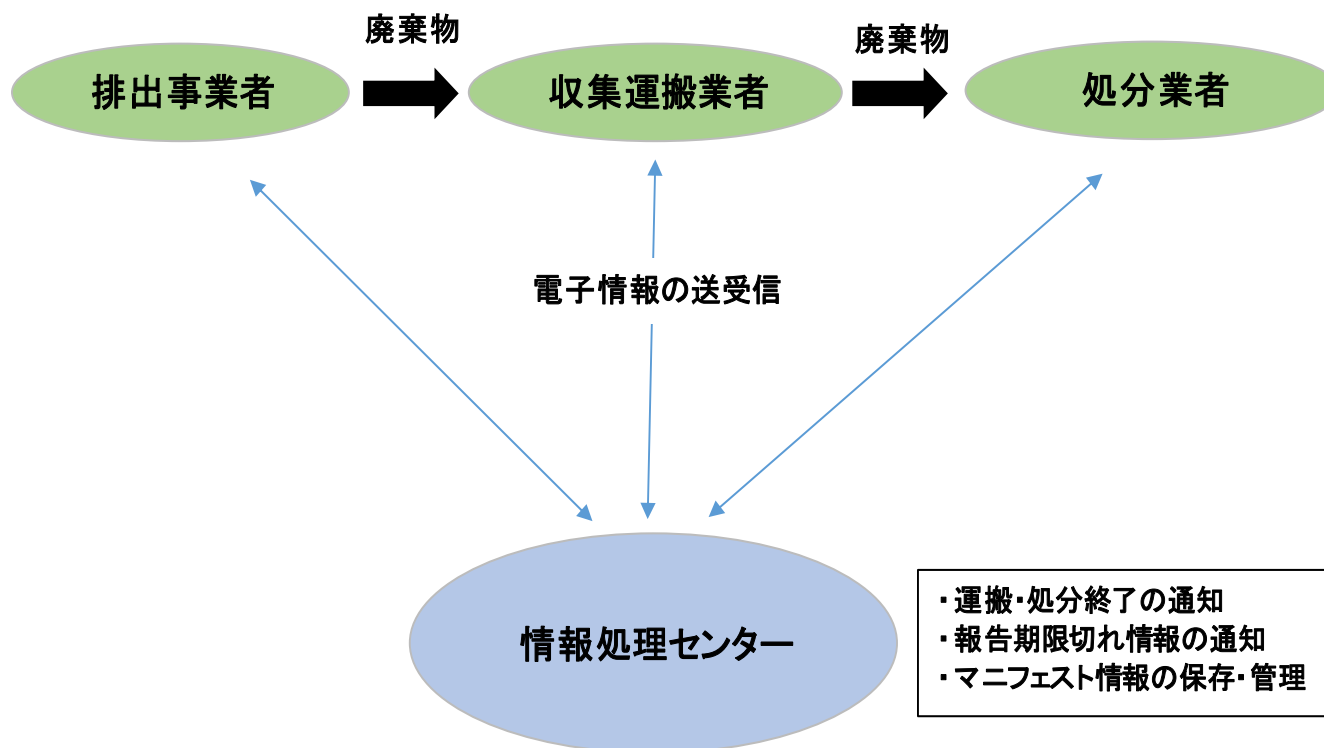 廃棄物
廃棄物
排出事業者
収集運搬業者
処分業者
電子情報の送受信
情報処理センター
・運搬・処分終了の通知
・報告期限切れ情報の通知
・マニフェスト情報の保存・管理